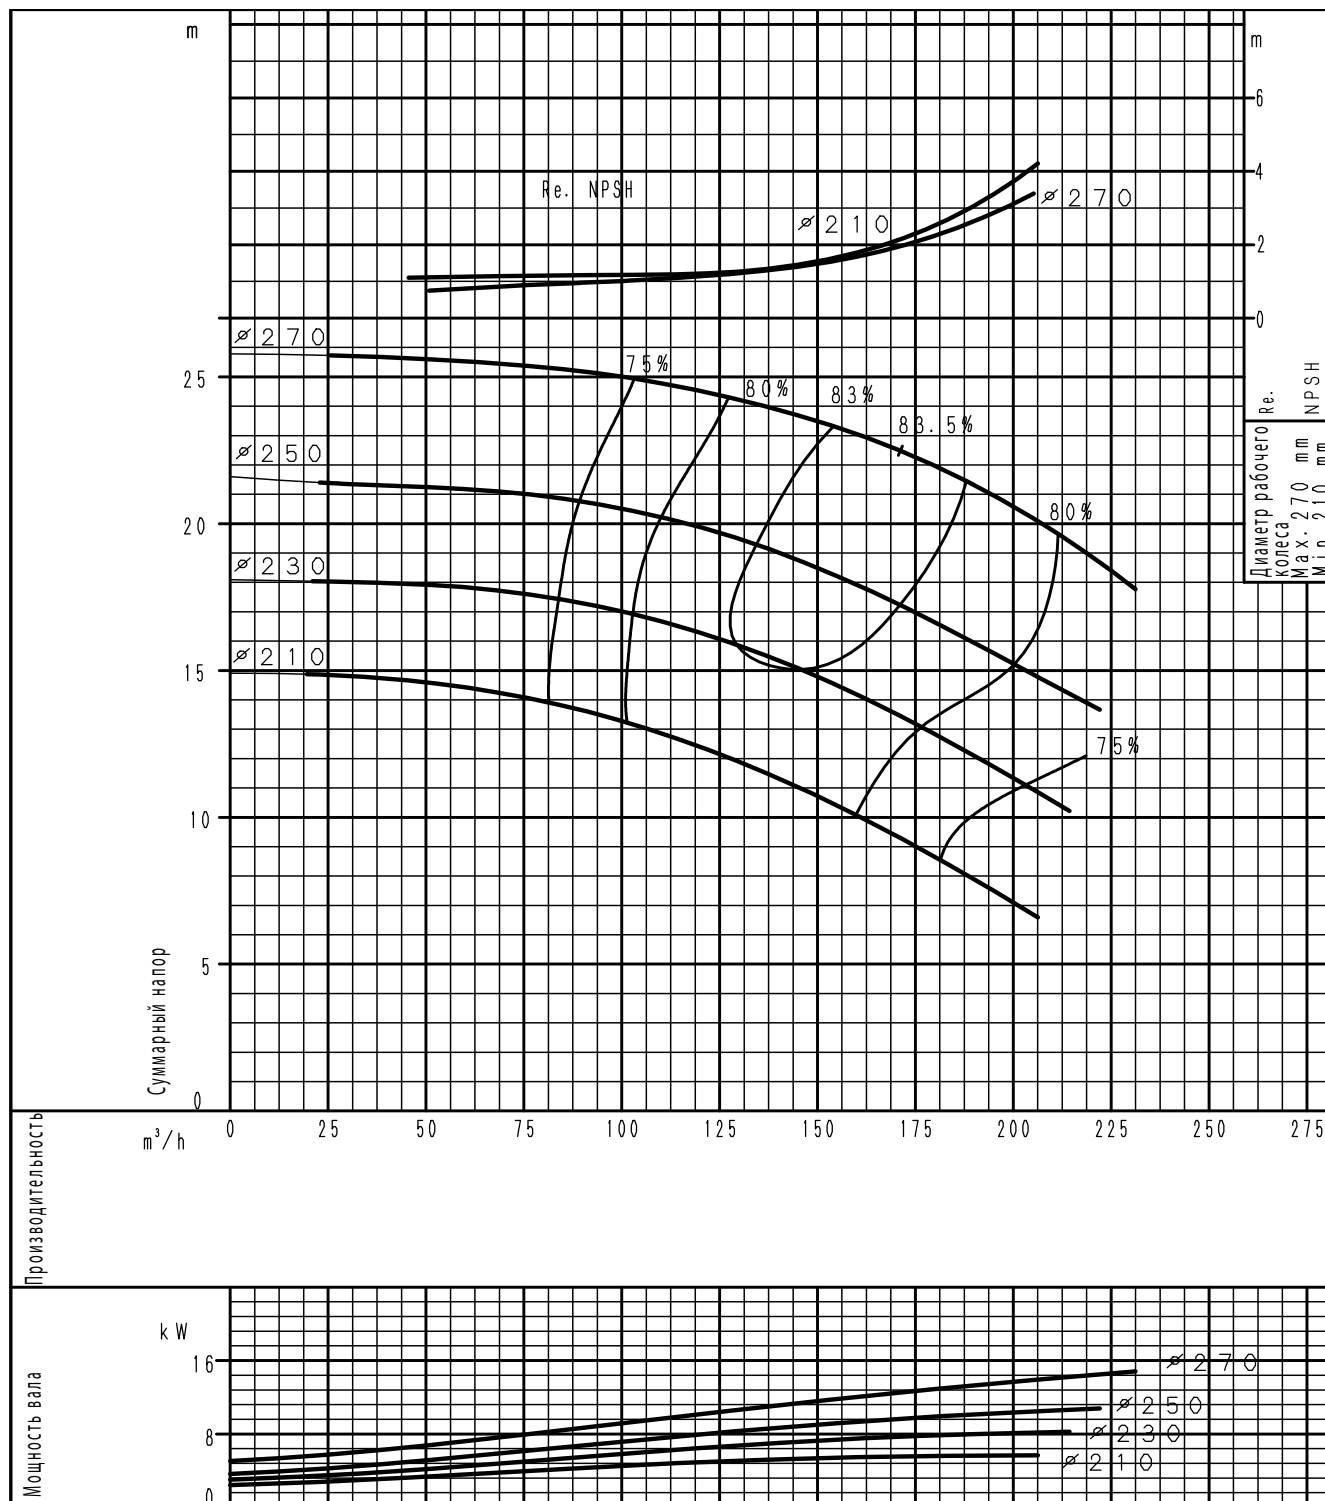 m
m
6
4
2
0
Re. NPSH
⌀210
⌀270
Re.
NPSH
⌀270
75%
80%
83%
83.5%
80%
25
⌀250
20
⌀230
⌀210
15
75%
10
5
0
Суммарный напор
Диаметр рабочего
колеса
Max. 270 mm
Min 210 mm
Производительность
m³/h
0 25 50 75 100 125 150 175 200 225 250 275
Мощность вала
kW
16
8
0
⌀270
⌀250
⌀230
⌀210